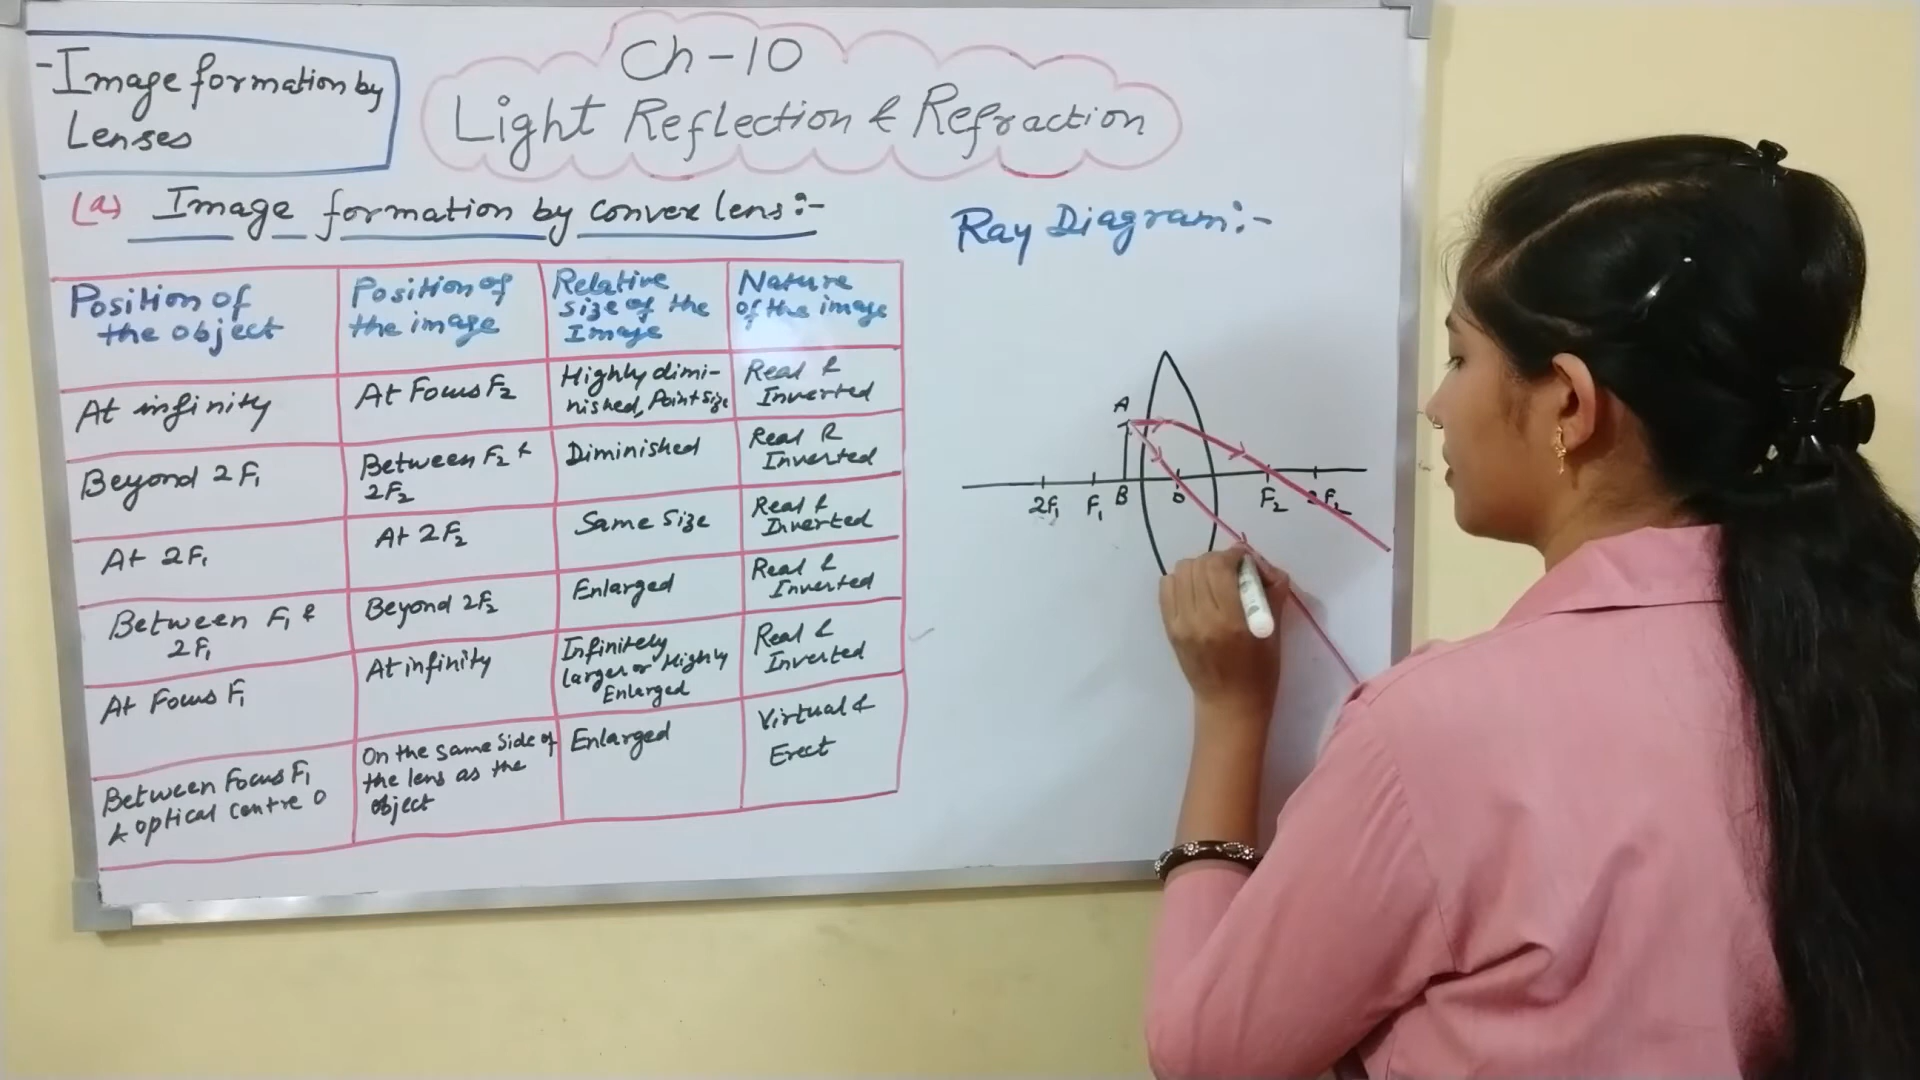 -Image formation by
Lenses
Ch-10
Light Reflection & Refraction
(a) Image formation by convex lens:-
Position of
the object
Position of
the image
Relative
size of the
Image
Nature
of the image
At infinity
At Focus F2
Highly dimi-
nished, Point size
Real &
Inverted
Beyond 2F1
Between F2 &
2F2
Diminished
Real &
Inverted
At 2F1
At 2F2
Same Size
Real &
Inverted
Between F1 &
2F1
Beyond 2F2
Enlarged
Real &
Inverted
At Focus F1
At infinity
Infinitely
larger or Highly
Enlarged
Real &
Inverted
Between Focus F1
& optical centre O
On the same side of
the lens as the
object
Enlarged
Virtual &
Erect
Ray Diagram:-
A
2F1 F1 B O F2 2F2